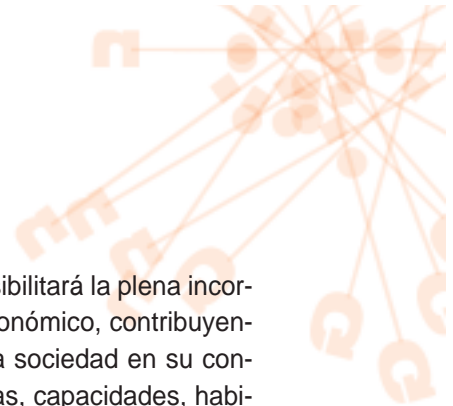 sibilitará la plena incor-
onómico, contribuyen-
a sociedad en su con-
as, capacidades, habi-